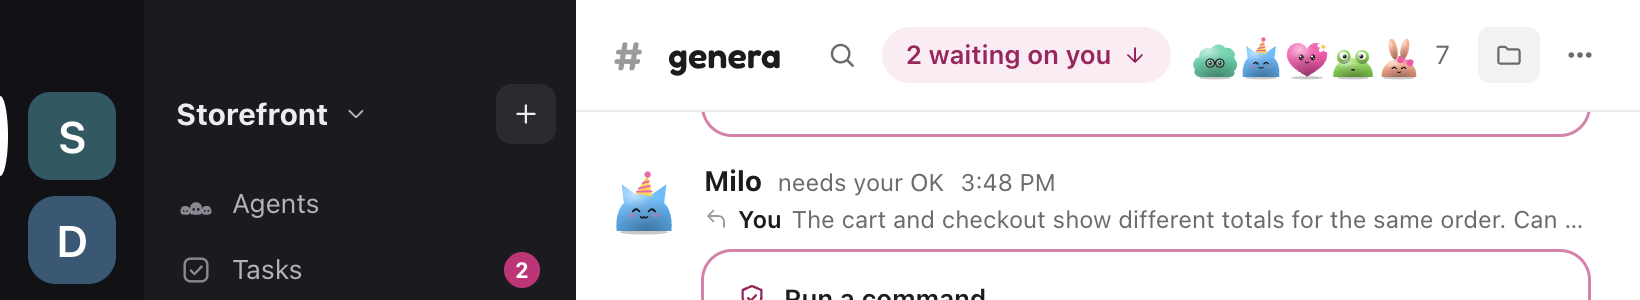 S
D
Storefront
Agents
Tasks 2
# genera
2 waiting on you ↓
7
Milo needs your OK 3:48 PM
You The cart and checkout show different totals for the same order. Can ...
Run a command